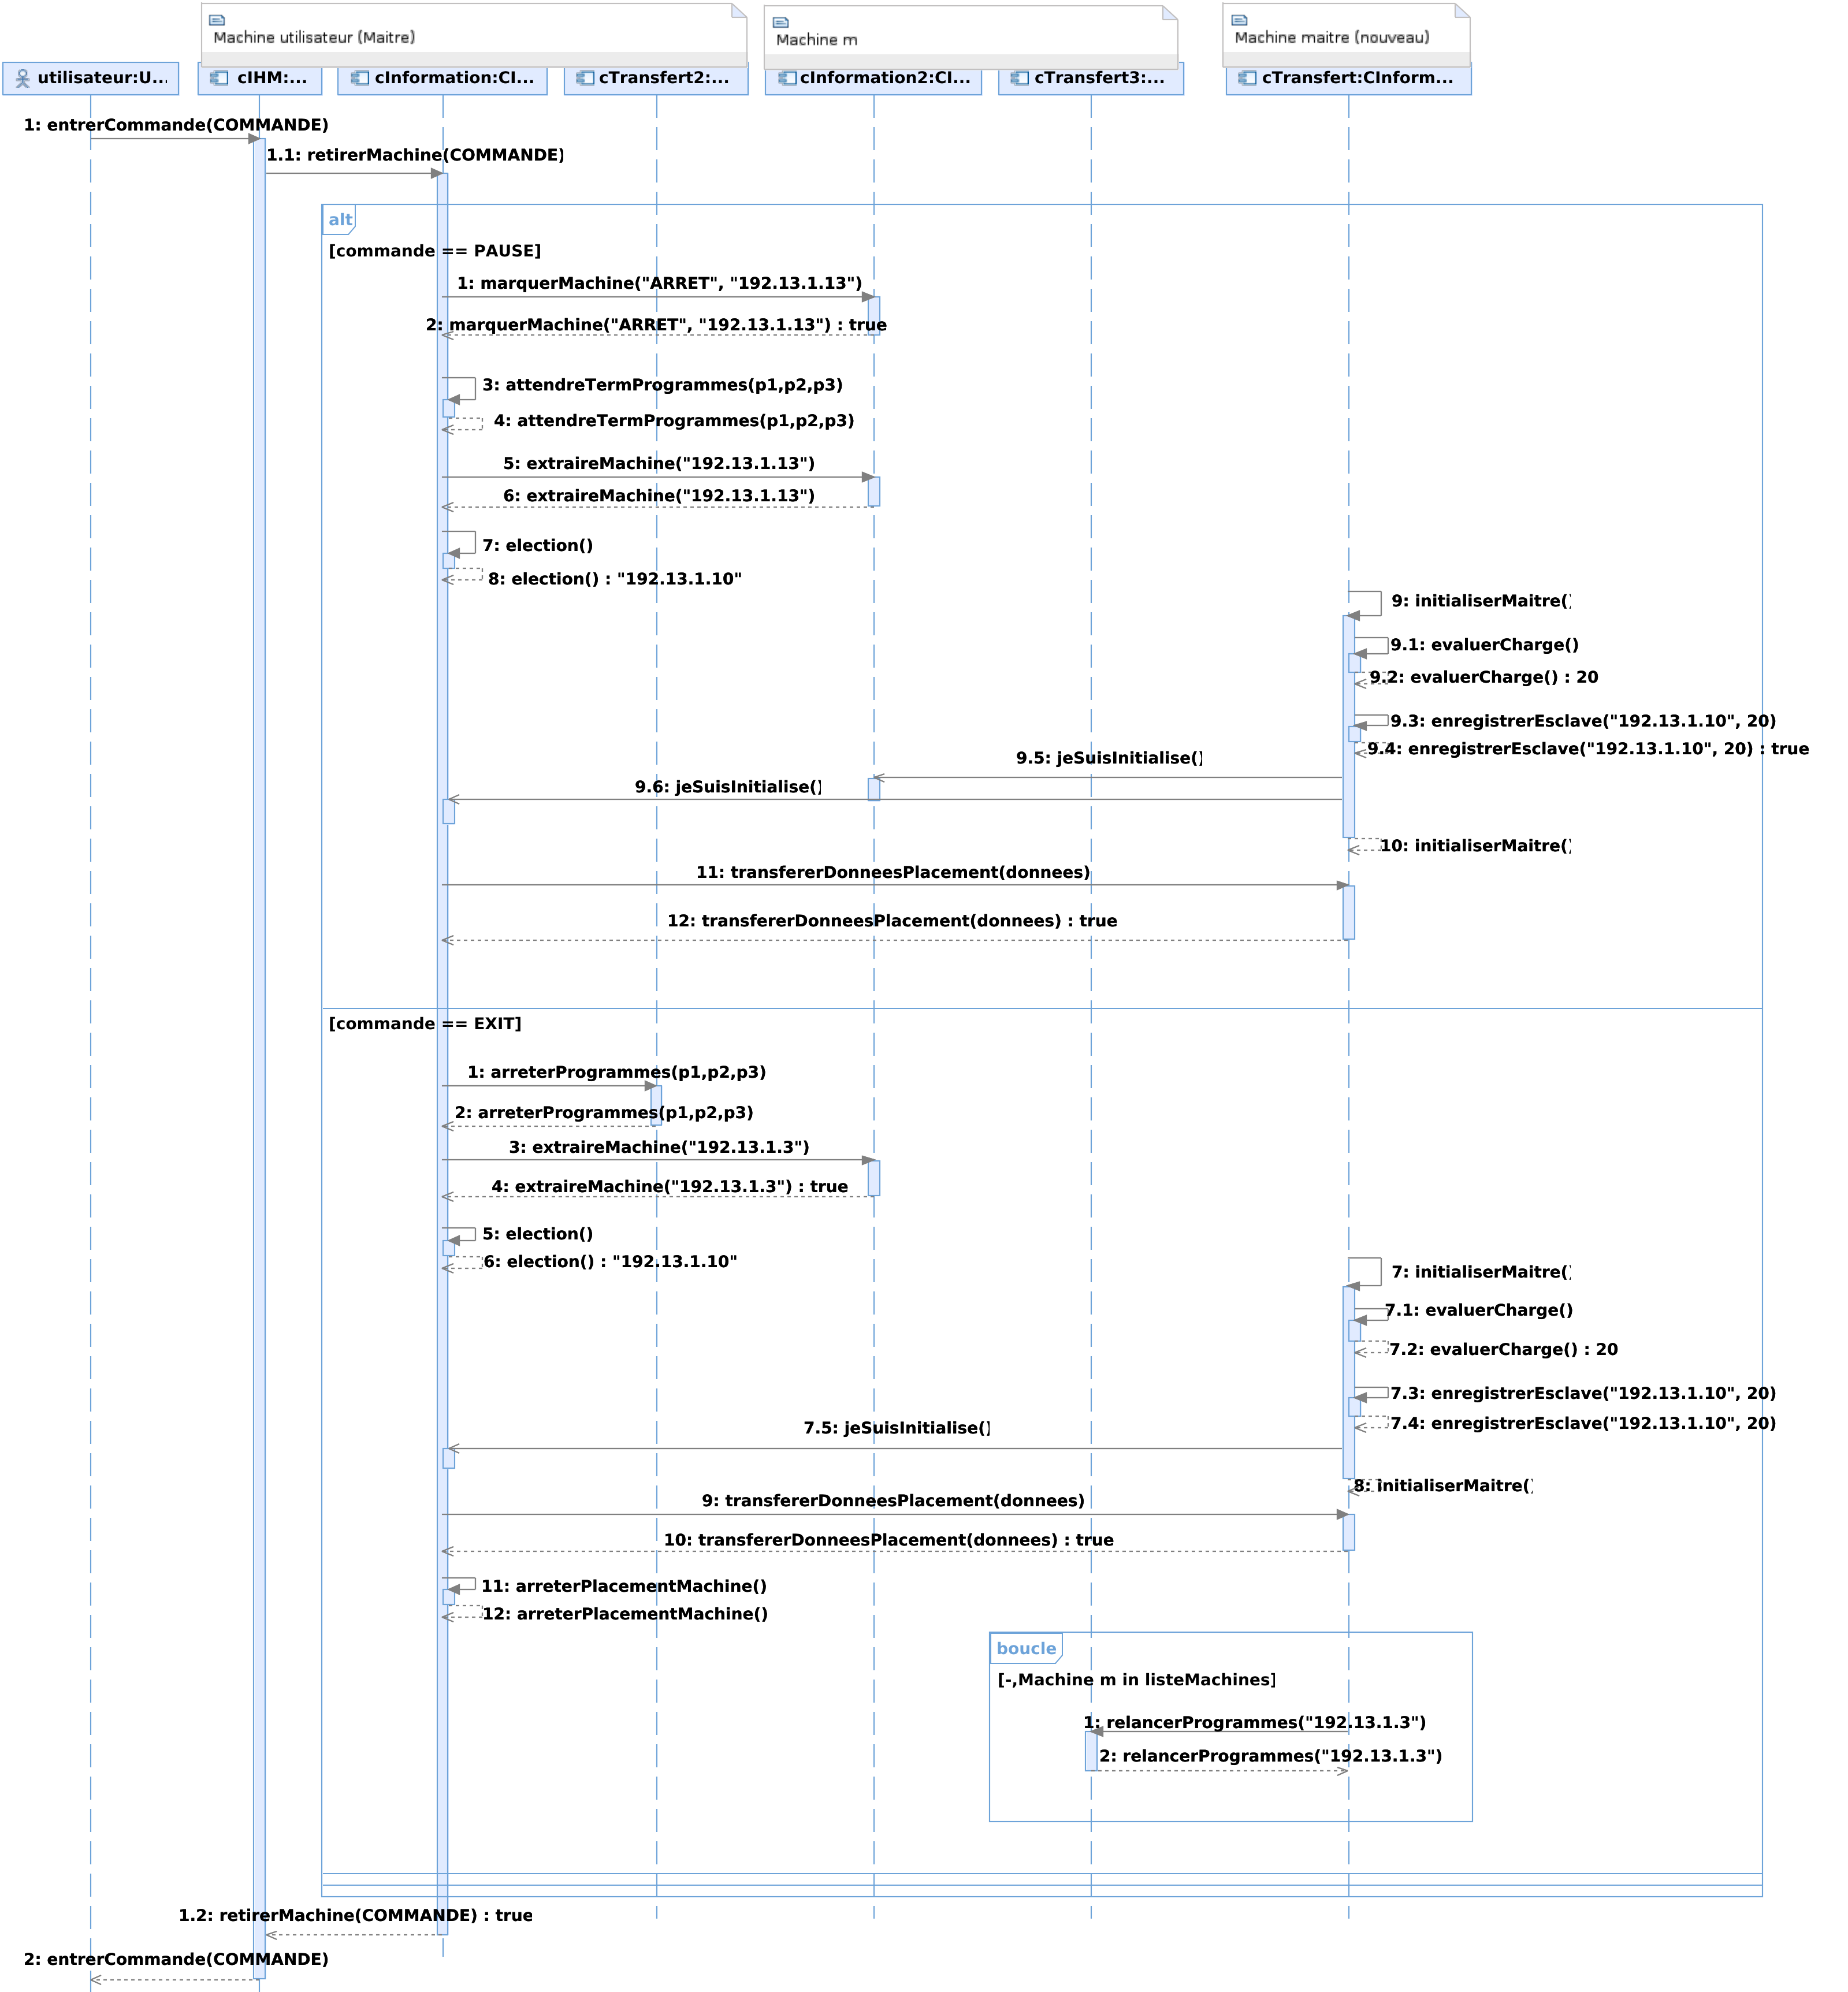 Machine utilisateur (Maitre)
Machine m
Machine maitre (nouveau)
utilisateur:U...
cIHM:...
cInformation:CI...
cTransfert2:...
cInformation2:CI...
cTransfert3:...
cTransfert:CInform...
1: entrerCommande(COMMANDE)
1.1: retirerMachine(COMMANDE)
alt
[commande == PAUSE]
1: marquerMachine("ARRET", "192.13.1.13")
2: marquerMachine("ARRET", "192.13.1.13") : true
3: attendreTermProgrammes(p1,p2,p3)
4: attendreTermProgrammes(p1,p2,p3)
5: extraireMachine("192.13.1.13")
6: extraireMachine("192.13.1.13")
7: election()
8: election() : "192.13.1.10"
9: initialiserMaitre()
9.1: evaluerCharge()
9.2: evaluerCharge() : 20
9.3: enregistrerEsclave("192.13.1.10", 20)
9.4: enregistrerEsclave("192.13.1.10", 20) : true
9.5: jeSuisInitialise()
9.6: jeSuisInitialise()
10: initialiserMaitre()
11: transfererDonneesPlacement(donnees)
12: transfererDonneesPlacement(donnees) : true
[commande == EXIT]
1: arreterProgrammes(p1,p2,p3)
2: arreterProgrammes(p1,p2,p3)
3: extraireMachine("192.13.1.3")
4: extraireMachine("192.13.1.3") : true
5: election()
6: election() : "192.13.1.10"
7: initialiserMaitre()
7.1: evaluerCharge()
7.2: evaluerCharge() : 20
7.3: enregistrerEsclave("192.13.1.10", 20)
7.4: enregistrerEsclave("192.13.1.10", 20)
7.5: jeSuisInitialise()
8: initialiserMaitre()
9: transfererDonneesPlacement(donnees)
10: transfererDonneesPlacement(donnees) : true
11: arreterPlacementMachine()
12: arreterPlacementMachine()
boucle
[-,Machine m in listeMachines]
1: relancerProgrammes("192.13.1.3")
2: relancerProgrammes("192.13.1.3")
1.2: retirerMachine(COMMANDE) : true
2: entrerCommande(COMMANDE)